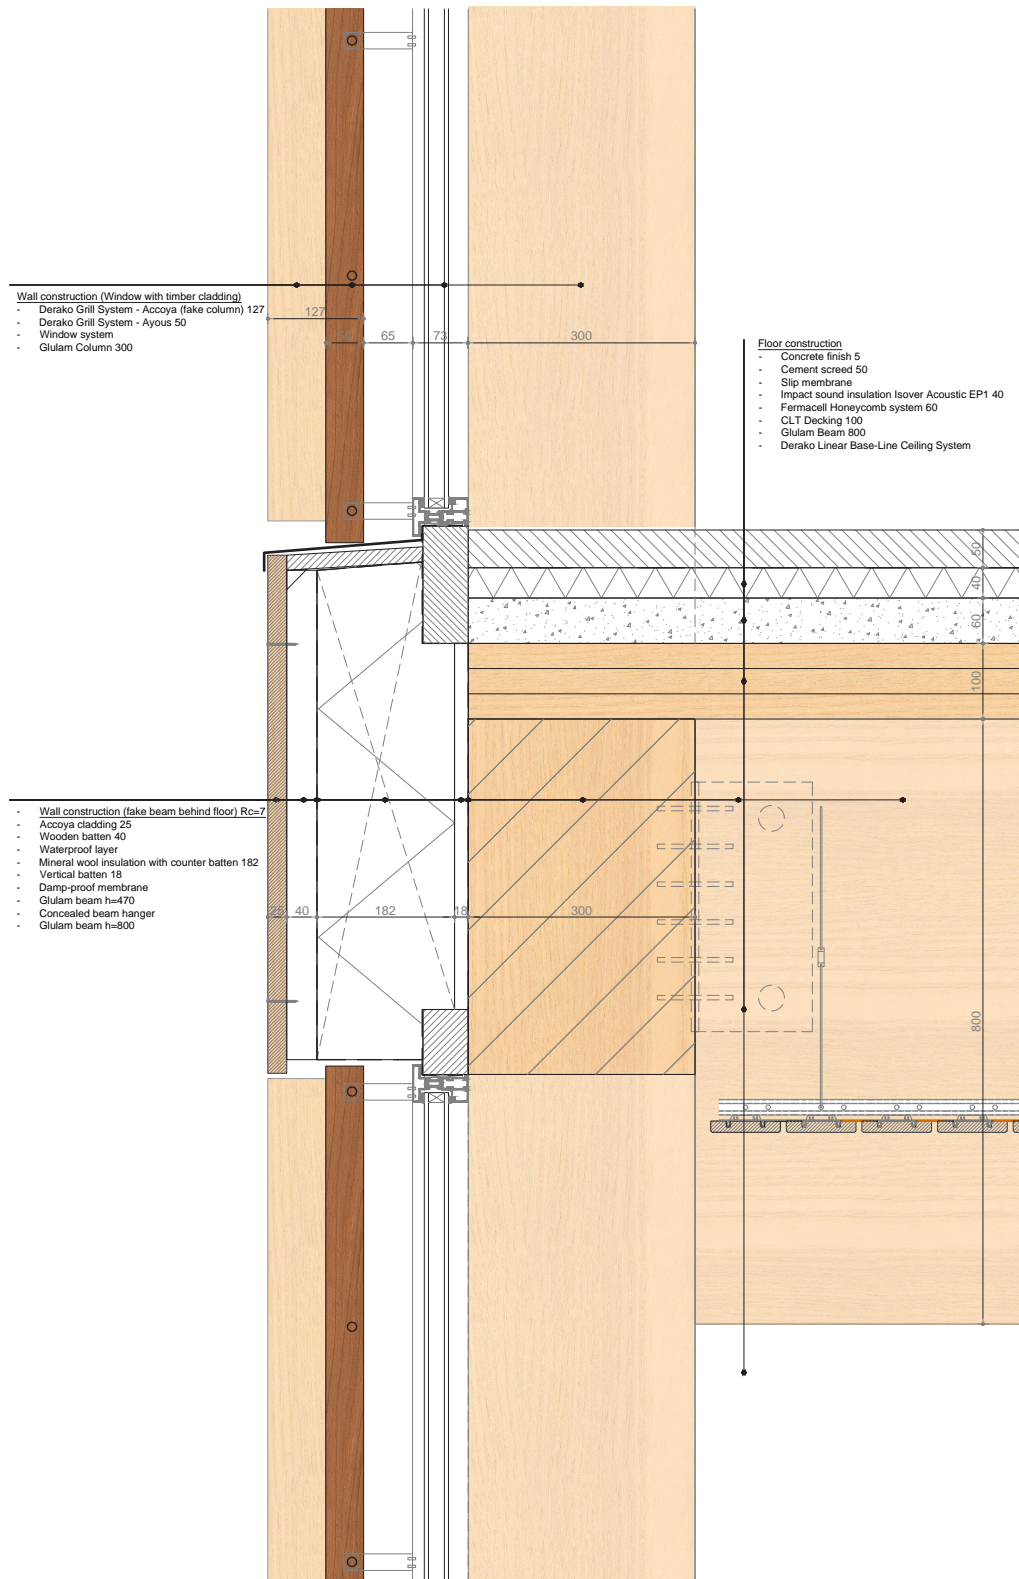 Wall construction (Window with timber cladding)
- Derako Grill System - Accoya (fake column) 127
- Derako Grill System - Ayous 50
- Window system
- Glulam Column 300
127
50 65 73 300
Floor construction
- Concrete finish 5
- Cement screed 50
- Slip membrane
- Impact sound insulation Isover Acoustic EP1 40
- Fermacell Honeycomb system 60
- CLT Decking 100
- Glulam Beam 800
- Derako Linear Base-Line Ceiling System
50
40
60
100
800
- Wall construction (fake beam behind floor) Rc=7
- Accoya cladding 25
- Wooden batten 40
- Waterproof layer
- Mineral wool insulation with counter batten 182
- Vertical batten 18
- Damp-proof membrane
- Glulam beam h=470
- Concealed beam hanger
- Glulam beam h=800
25 40 182 18 300